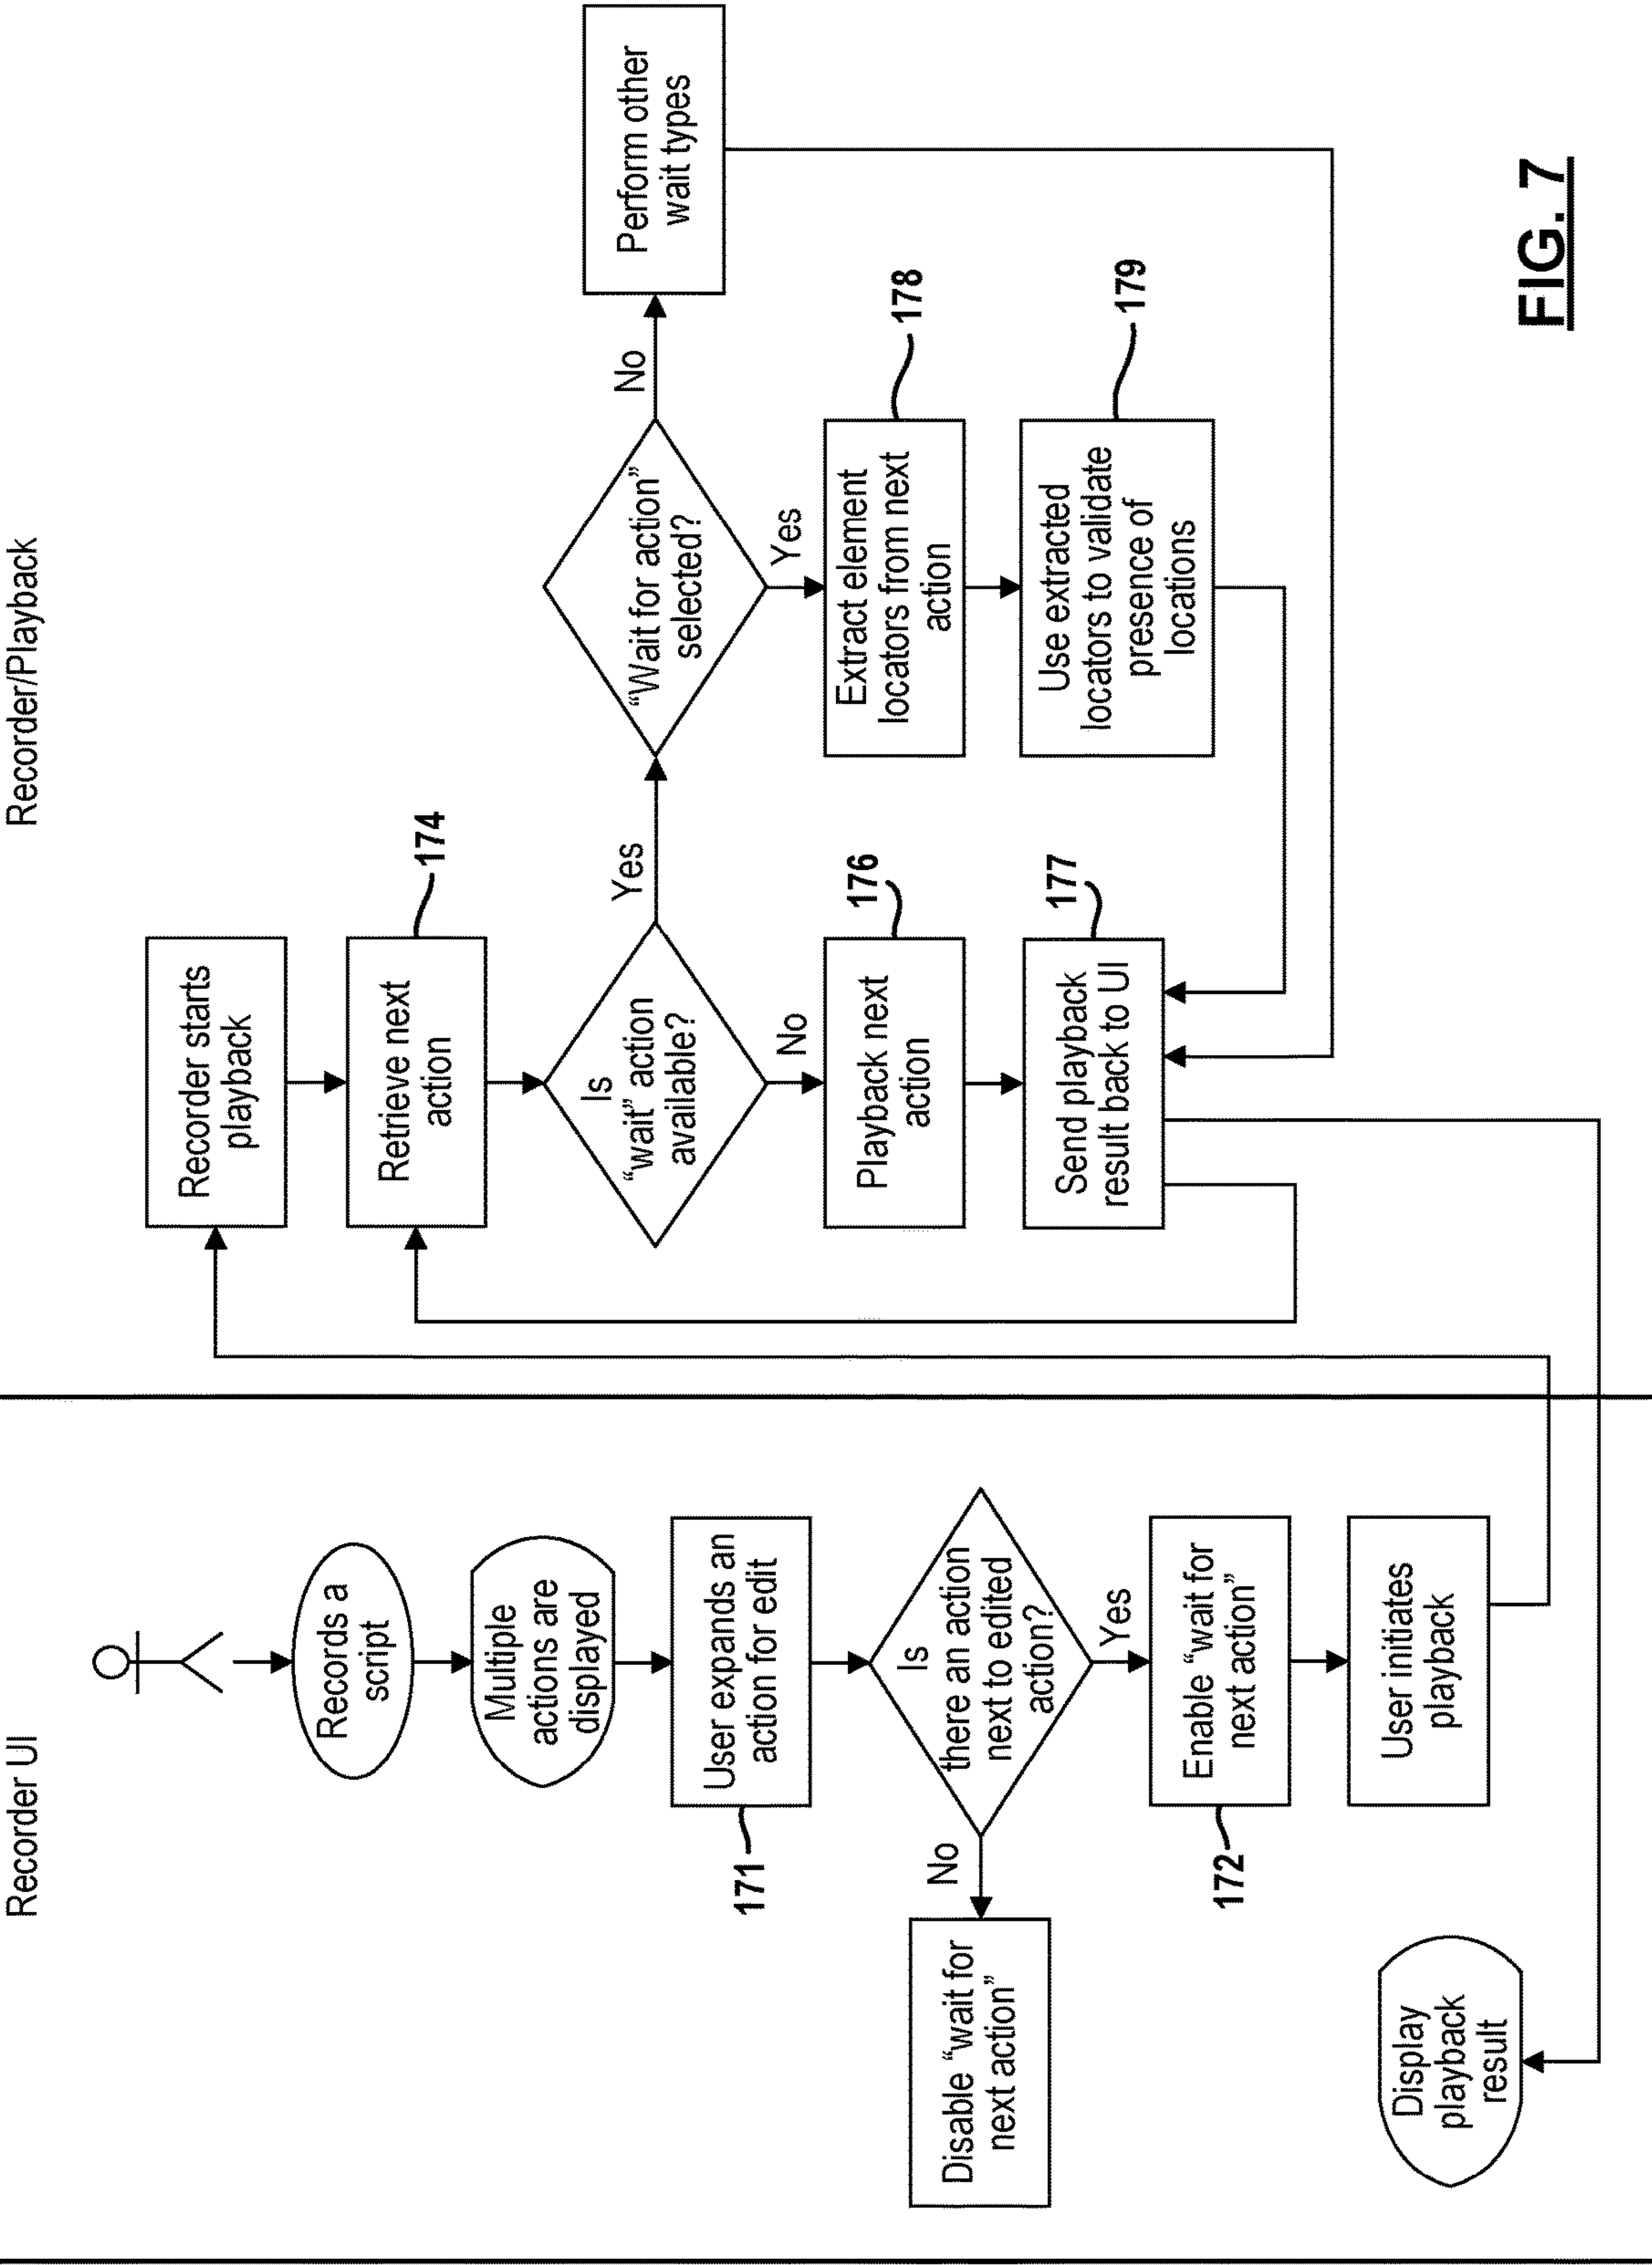 Recorder UI
Records a
script
Multiple
actions are
displayed
User expands an
action for edit
171
Is
there an action
next to edited
action?
No
Disable “wait for
next action”
Yes
Enable “wait for
next action”
172
User initiates
playback
Display
playback
result
Recorder/Playback
Recorder starts
playback
Retrieve next
action
174
Is
“wait” action
available?
Yes
No
Playback next
action
176
Send playback
result back to UI
177
“Wait for action”
selected?
No
Perform other
wait types
Yes
Extract element
locators from next
action
178
Use extracted
locators to validate
presence of
locations
179
FIG. 7